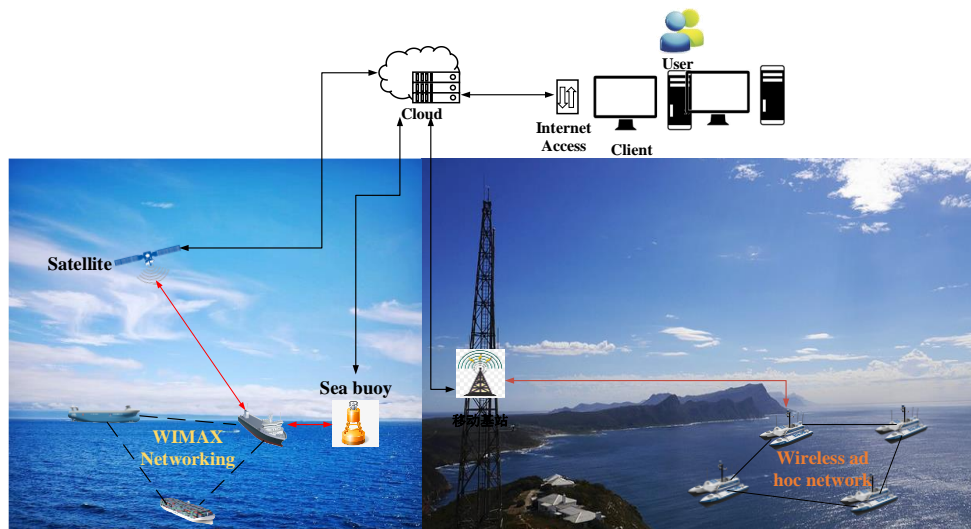 User
Cloud
Internet
Access
Client
Satellite
Sea buoy
移动基站
WIMAX
Networking
Wireless ad
hoc network